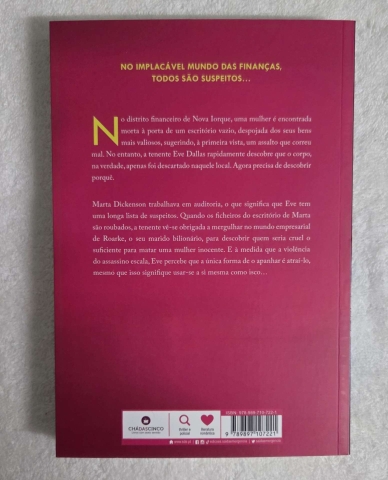 NO IMPLACÁVEL MUNDO DAS FINANÇAS,
TODOS SÃO SUSPEITOS...
No distrito financeiro de Nova Iorque, uma mulher é encontrada
morta à porta de um escritório vazio, despojada dos seus bens
mais valiosos, sugerindo, à primeira vista, um assalto que correu
mal. No entanto, a tenente Eve Dallas rapidamente descobre que o corpo,
na verdade, apenas foi descartado naquele local. Agora precisa de descobrir
porquê.
Marta Dickenson trabalhava em auditoria, o que significa que Eve tem
uma longa lista de suspeitos. Quando os ficheiros do escritório de Marta
são roubados, a tenente vê-se obrigada a mergulhar no mundo empresarial
de Roarke, o seu marido bilionário, para descobrir quem seria cruel o
suficiente para matar uma mulher inocente. E à medida que a violência
do assassino escala, Eve percebe que a única forma de o apanhar é atraí-lo,
mesmo que isso signifique usar-se a si mesma como isco...
CHÁDASCINCO
9789897107221